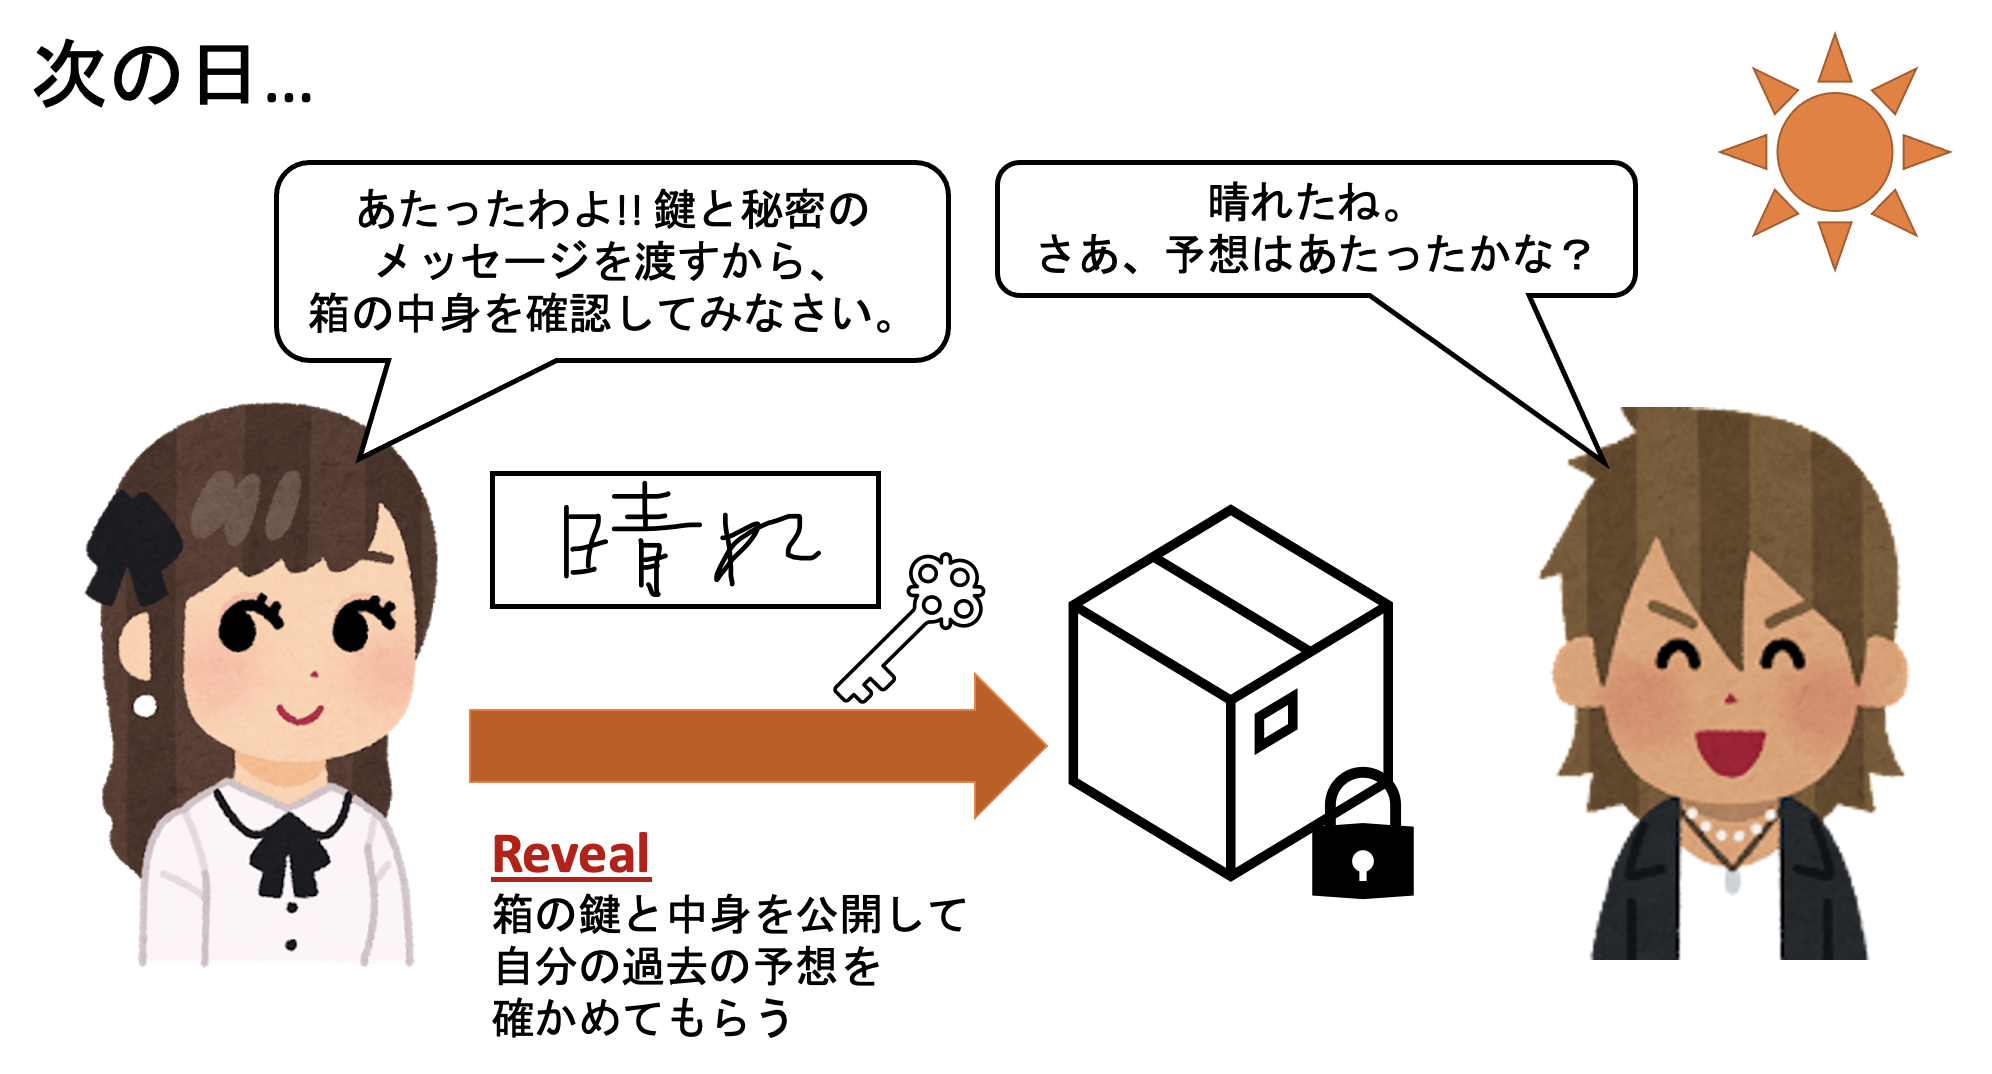 次の日...
あたったわよ!! 鍵と秘密の
メッセージを渡すから、
箱の中身を確認してみなさい。
晴れたね。
さあ、予想はあたったかな？
晴れ
Reveal
箱の鍵と中身を公開して
自分の過去の予想を
確かめてもらう